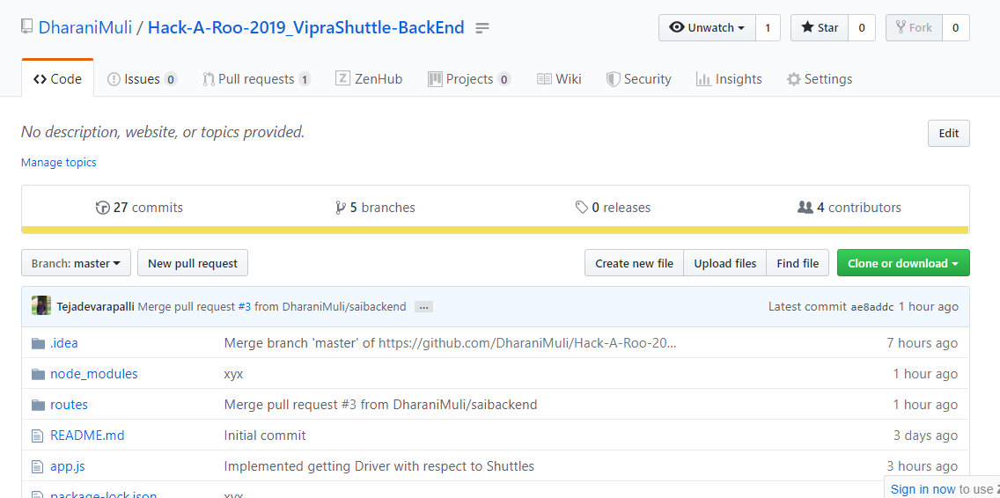 DharaniMuli / Hack-A-Roo-2019_VipraShuttle-BackEnd
Unwatch 1 Star 0 Fork 0
Code Issues 0 Pull requests 1 ZenHub Projects 0 Wiki Security Insights Settings
No description, website, or topics provided. Edit
Manage topics
27 commits 5 branches 0 releases 4 contributors
Branch: master New pull request Create new file Upload files Find file Clone or download
Tejadevarapalli Merge pull request #3 from DharaniMuli/saibackend ... Latest commit ae8addc 1 hour ago
.idea Merge branch 'master' of https://github.com/DharaniMuli/Hack-A-Roo-20... 7 hours ago
node_modules xyx 1 hour ago
routes Merge pull request #3 from DharaniMuli/saibackend 1 hour ago
README.md Initial commit 3 days ago
app.js Implemented getting Driver with respect to Shuttles 3 hours ago
package-lock.json xyx
Sign in now to use Z